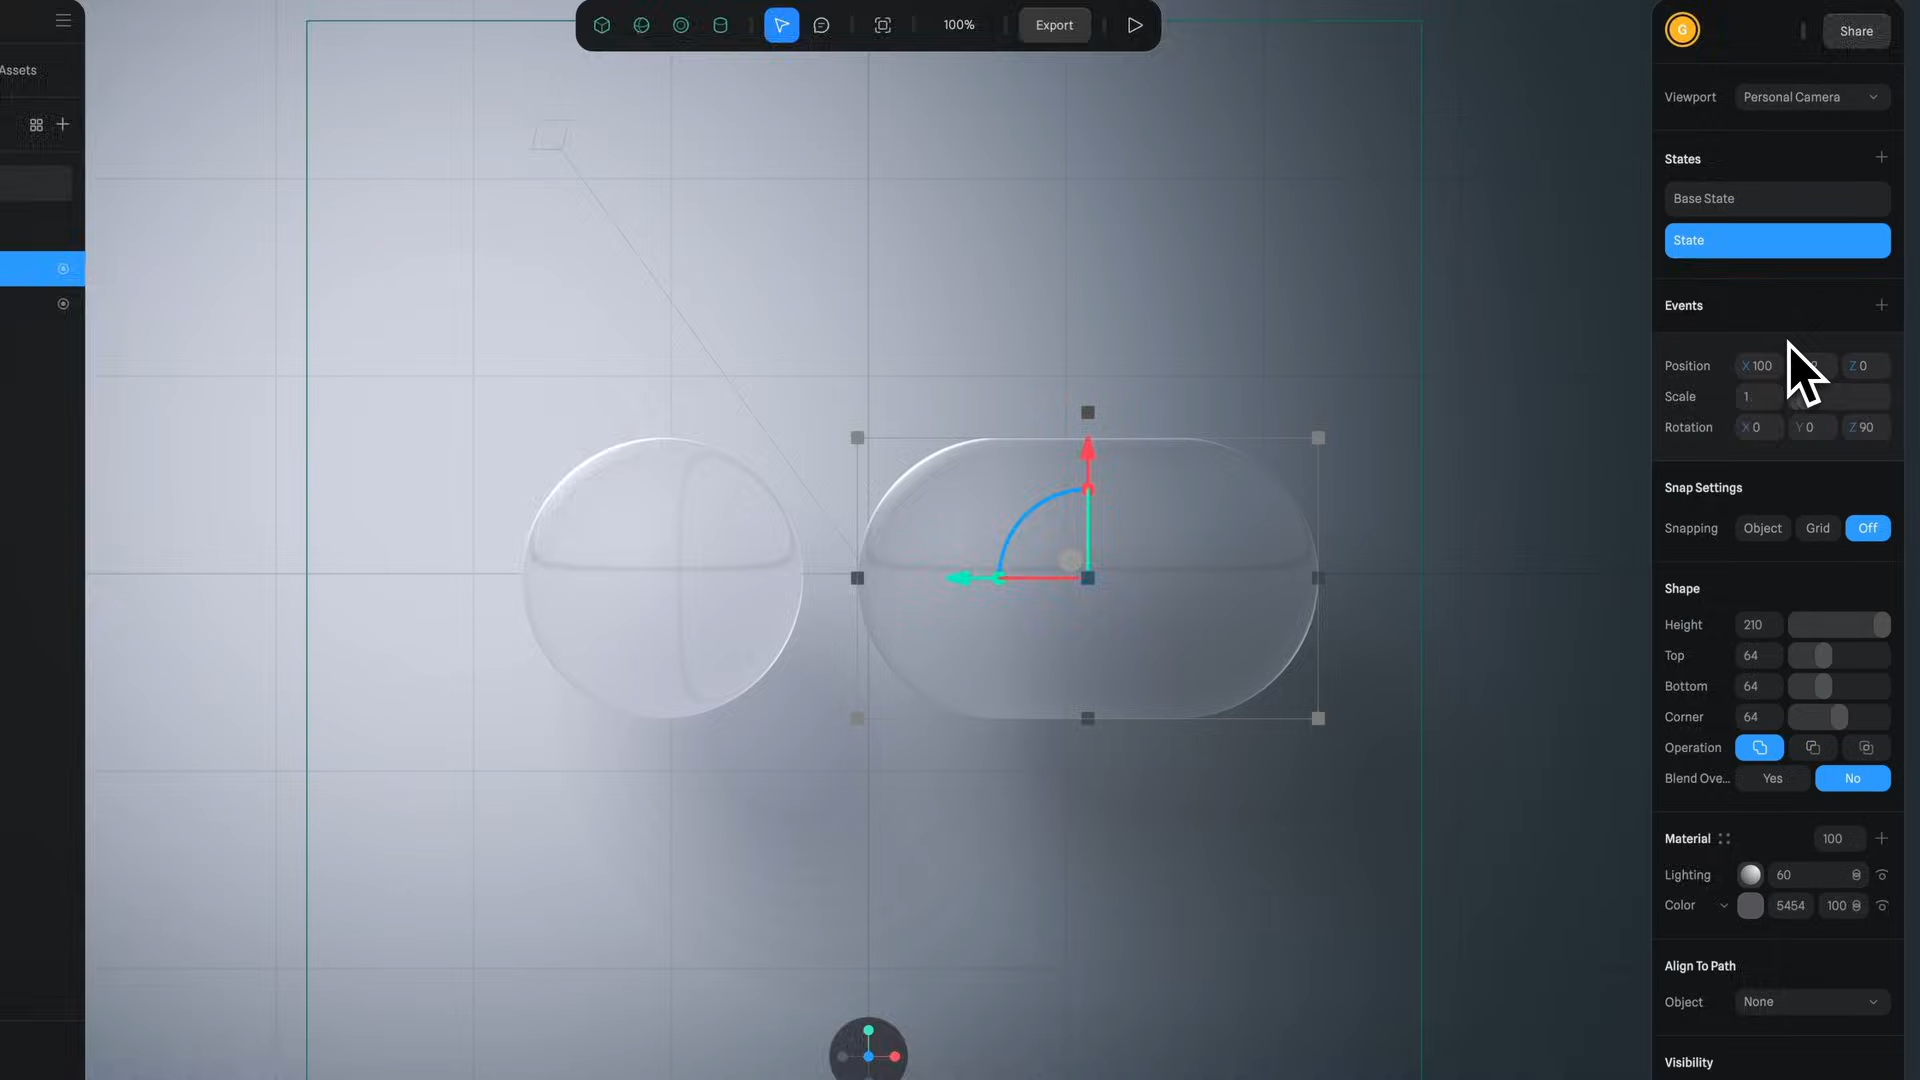 Assets
100%
Export
G
Share
Viewport Personal Camera
States
Base State
State
Events
Position X 100 Z 0
Scale 1
Rotation X 0 Y 0 Z 90
Snap Settings
Snapping Object Grid Off
Shape
Height 210
Top 64
Bottom 64
Corner 64
Operation
Blend Ove... Yes No
Material 100
Lighting 60
Color 5454 100
Align To Path
Object None
Visibility